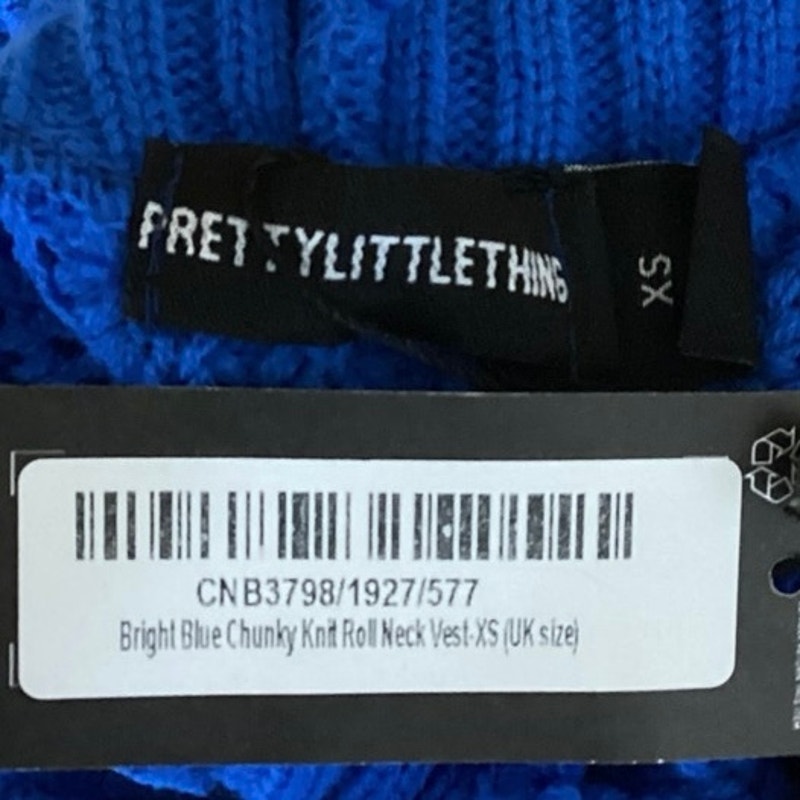 PRETTYLITTLETHING
XS
CNB3798/1927/577
Bright Blue Chunky Knit Roll Neck Vest-XS (UK size)